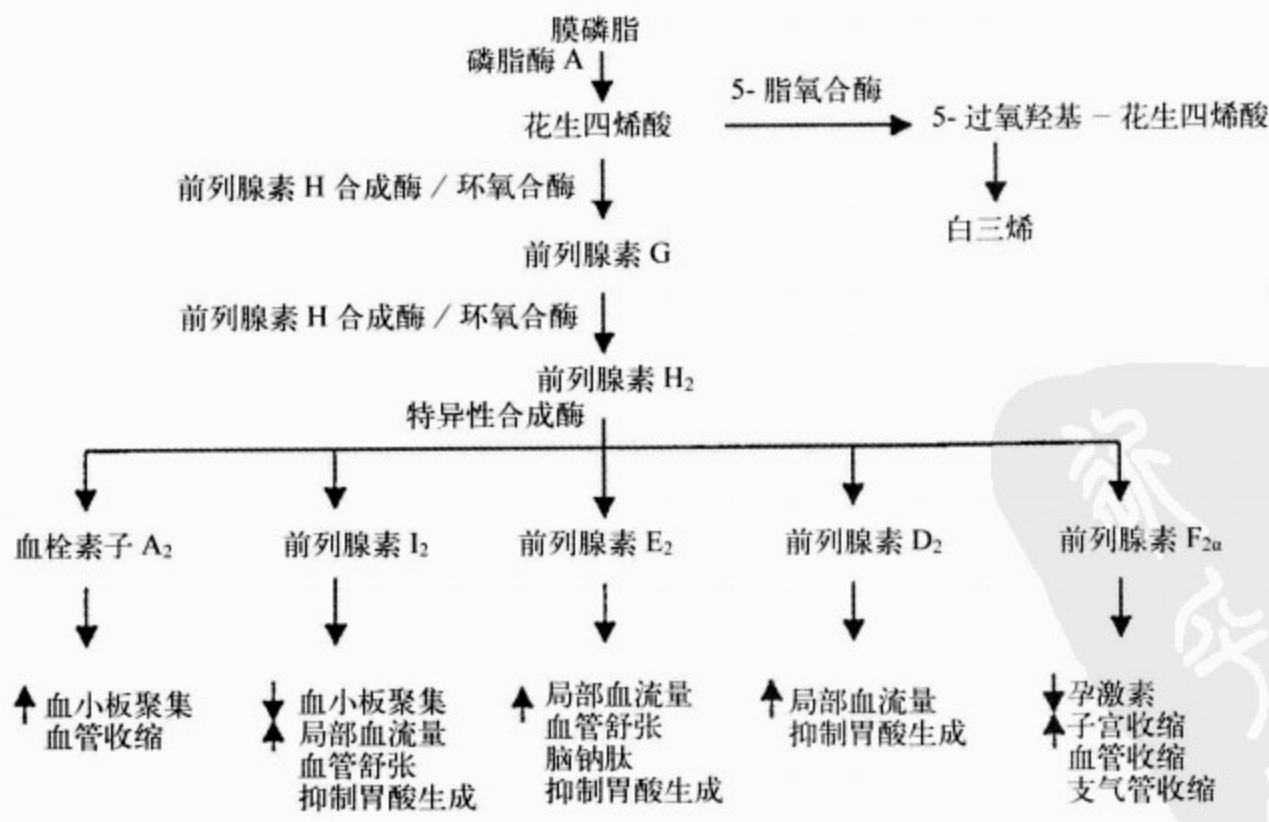 膜磷脂
磷脂酶 A
5- 脂氧合酶
花生四烯酸
5- 过氧羟基 - 花生四烯酸
前列腺素 H 合成酶 / 环氧合酶
白三烯
前列腺素 G
前列腺素 H 合成酶 / 环氧合酶
前列腺素 H₂
特异性合成酶
血栓素子 A₂
前列腺素 I₂
前列腺素 E₂
前列腺素 D₂
前列腺素 F₂α
血小板聚集
血管收缩
血小板聚集
局部血流量
血管舒张
抑制胃酸生成
局部血流量
血管舒张
脑钠肽
抑制胃酸生成
局部血流量
抑制胃酸生成
孕激素
子宫收缩
血管收缩
支气管收缩